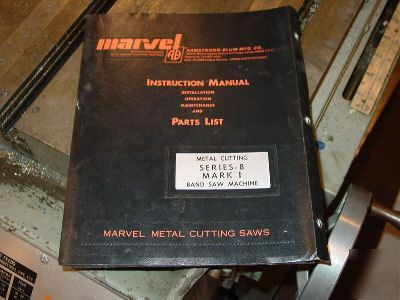 marvel
AB
ARMSTRONG-BLUM MFG. CO.
INSTRUCTION MANUAL
INSTALLATION
OPERATION
MAINTENANCE
AND
PARTS LIST
METAL CUTTING
SERIES-8
MARK I
BAND SAW MACHINE
MARVEL METAL CUTTING SAWS